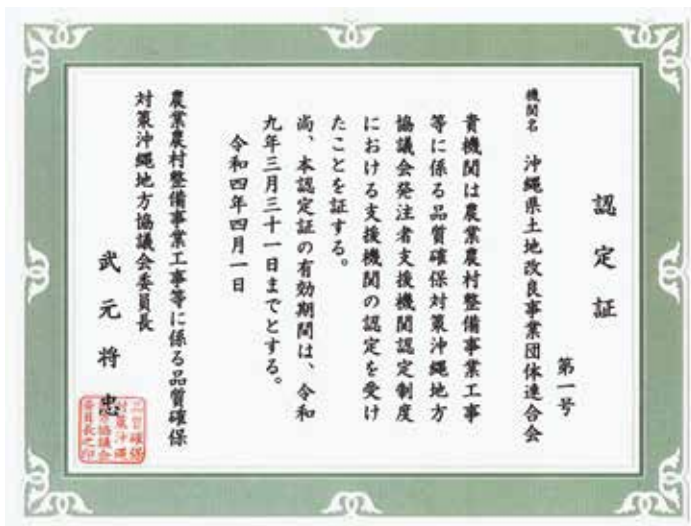 認定証
第一号
機関名 沖縄県土地改良事業団体連合会
貴機関は農業農村整備事業工事
等に係る品質確保対策沖縄地方
協議会発注者支援機関認定制度
における支援機関の認定を受け
たことを証する。
尚、本認定証の有効期間は、令和
九年三月三十一日までとする。
令和四年四月一日
農業農村整備事業工事等に係る品質確保
対策沖縄地方協議会委員長
武元将忠